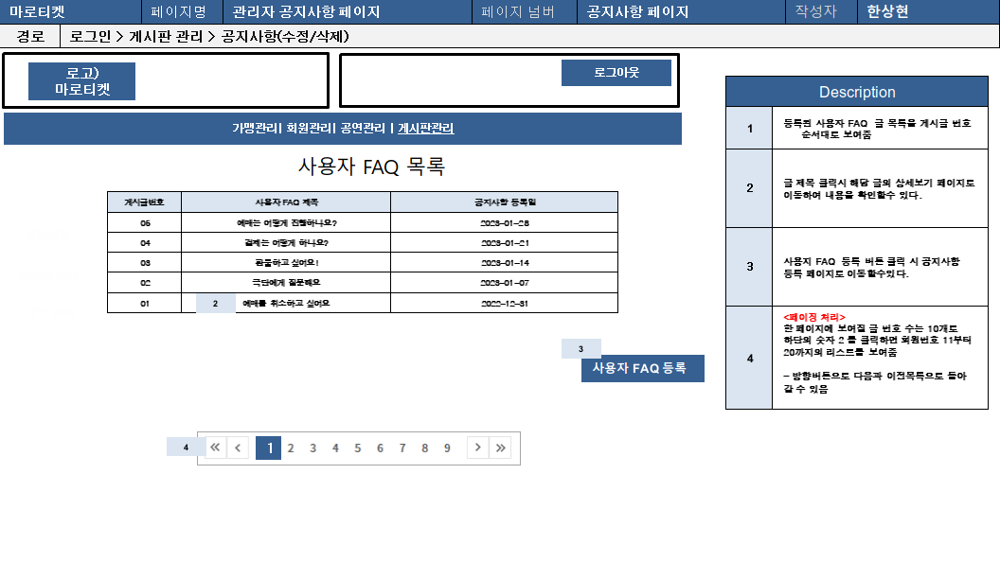 마로티켓 페이지명 관리자 공지사항 페이지 페이지 넘버 공지사항 페이지 작성자 한상현
경로 로그인 > 게시판 관리 > 공지사항(수정/삭제)
로고)
마로티켓
로그아웃
가맹관리| 회원관리| 공연관리 | 게시판관리
사용자 FAQ 목록
게시글번호 사용자 FAQ 제목 공지사항 등록일
05 예매는 어떻게 진행하나요? 2023-01-28
04 결제는 어떻게 하나요? 2023-01-21
03 환불하고 싶어요! 2023-01-14
02 극단에게 질문해요 2023-01-07
01 2 예매를 취소하고 싶어요 2022-12-31
3
사용자 FAQ 등록
4 « < 1 2 3 4 5 6 7 8 9 > »
Description
1 등록된 사용자 FAQ 글 목록을 게시글 번호
순서대로 보여줌
2 글 제목 클릭시 해당 글의 상세보기 페이지로
이동하여 내용을 확인할수 있다.
3 사용지 FAQ 등록 버튼 클릭 시 공지사항
등록 페이지로 이동할수있다.
4 <페이징 처리>
한 페이지에 보여질 글 번호 수는 10개로
하단의 숫자 2 를 클릭하면 회원번호 11부터
20까지의 리스트를 보여줌
– 방향버튼으로 다음과 이전목록으로 돌아
갈 수 있음